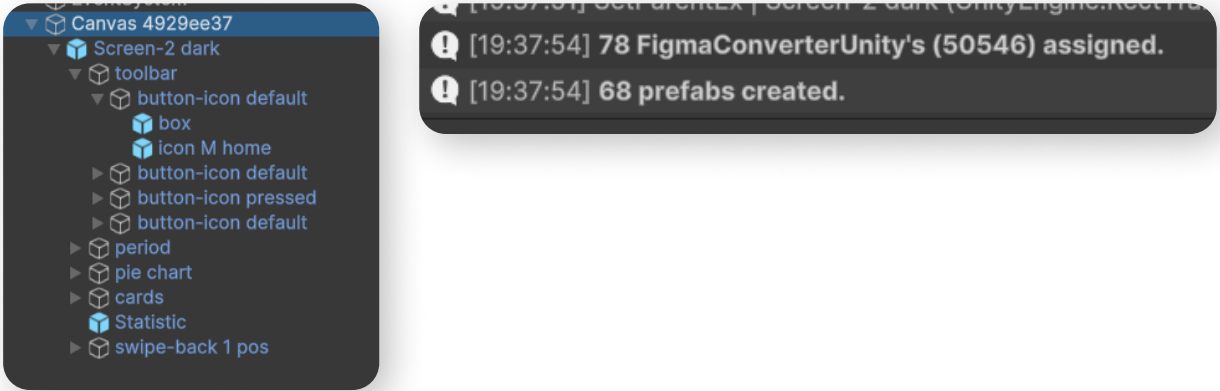 Canvas 4929ee37
Screen-2 dark
toolbar
button-icon default
box
icon M home
button-icon default
button-icon pressed
button-icon default
period
pie chart
cards
Statistic
swipe-back 1 pos
[19:37:54] 78 FigmaConverterUnity's (50546) assigned.
[19:37:54] 68 prefabs created.